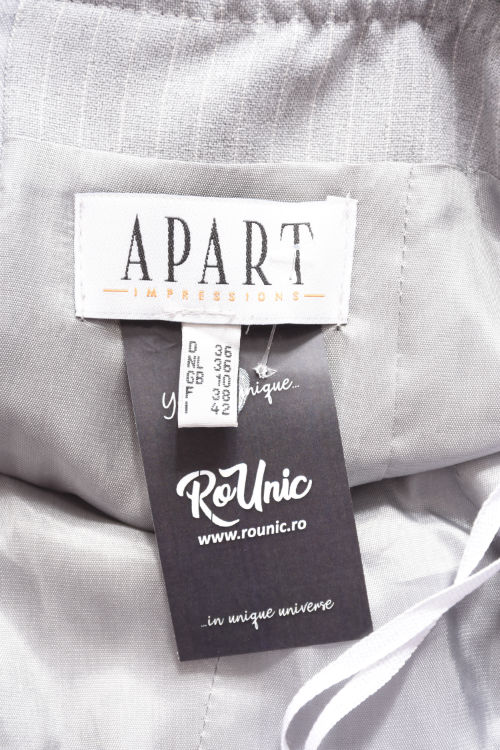 APART
IMPRESSIONS
D 36
NL 36
GB 10
F 38
I 42
RoUnic
www.rounic.ro
...in unique universe